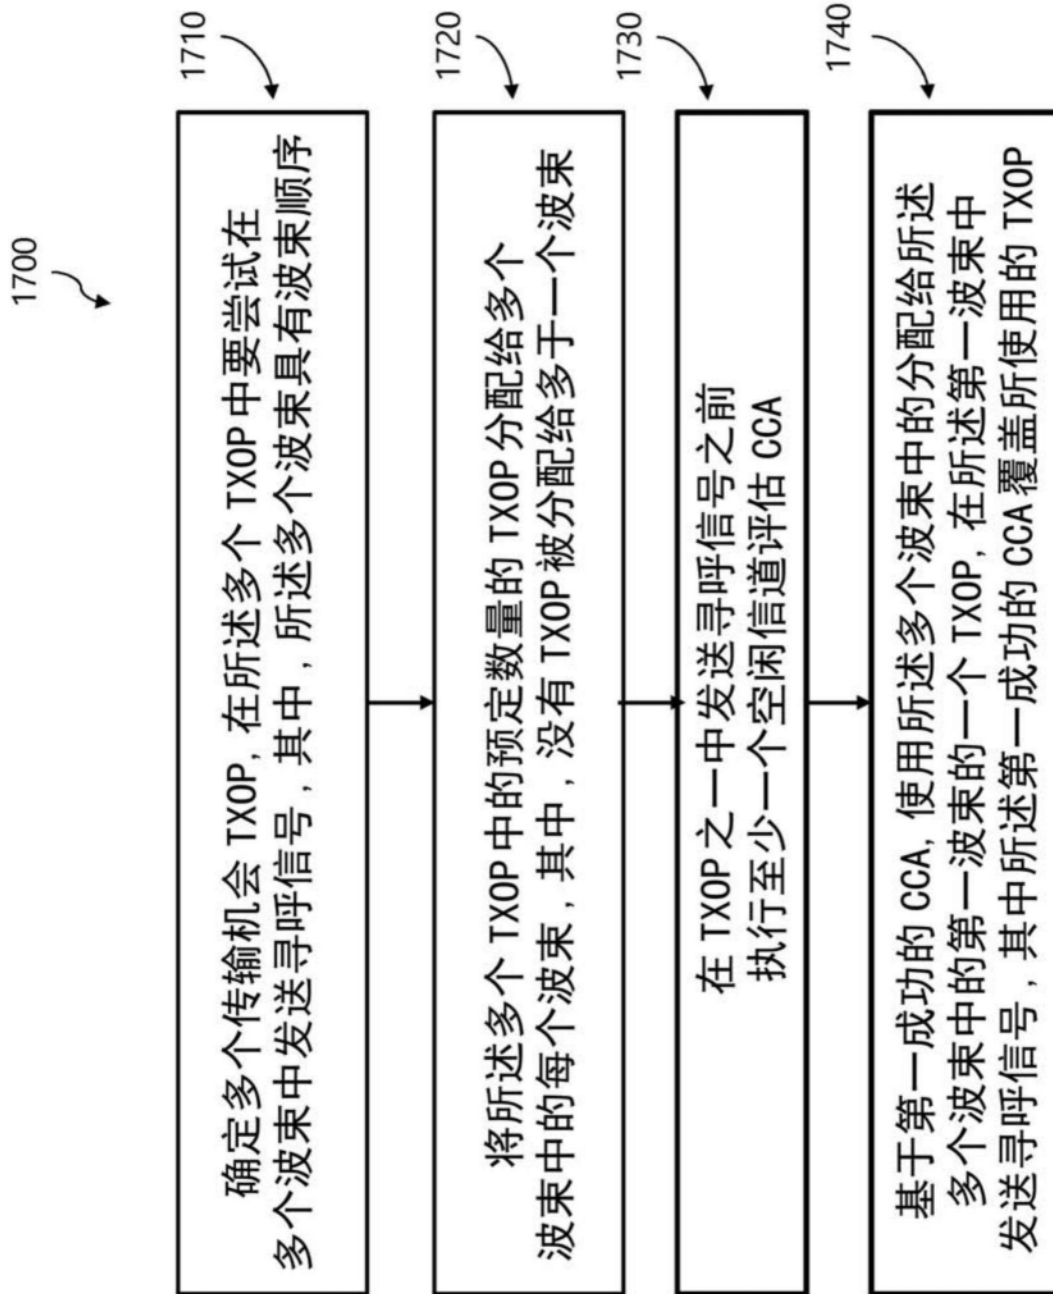 1700
1710
确定多个传输机会 TXOP, 在所述多个 TXOP 中要尝试在
多个波束中发送寻呼信号，其中，所述多个波束具有波束顺序
1720
将所述多个 TXOP 中的预定数量的 TXOP 分配给多个
波束中的每个波束，其中，没有 TXOP 被分配给多于一个波束
1730
在 TXOP 之一中发送寻呼信号之前
执行至少一个空闲信道评估 CCA
1740
基于第一成功的 CCA, 使用所述多个波束中的分配给所述
多个波束中的第一波束的一个 TXOP, 在所述第一波束中
发送寻呼信号，其中所述第一成功的 CCA 覆盖所使用的 TXOP